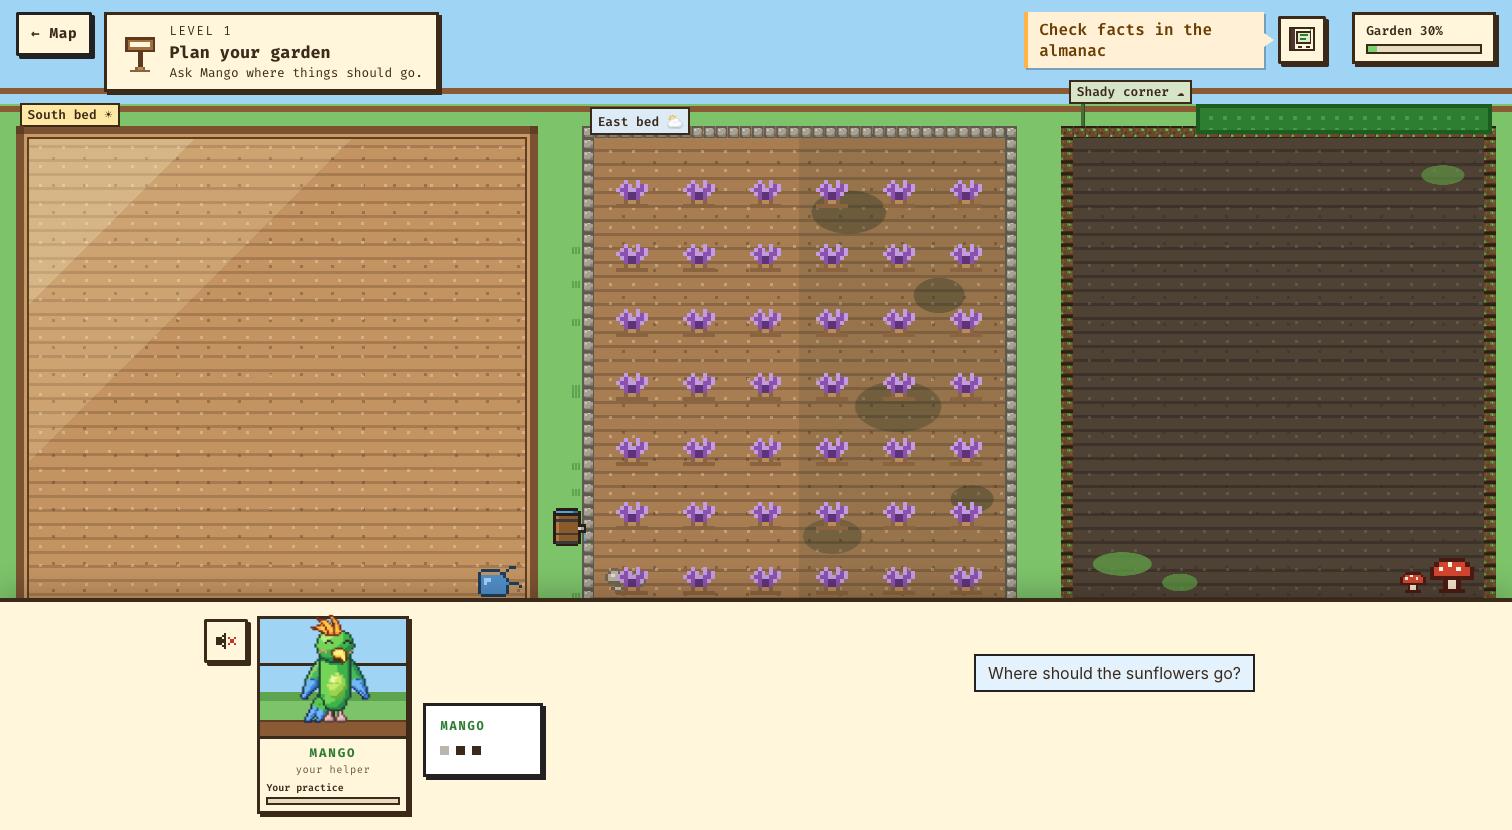 ← Map
LEVEL 1
Plan your garden
Ask Mango where things should go.
Check facts in the
almanac
Garden 30%
South bed ☀
East bed ⛅
Shady corner ☁
Where should the sunflowers go?
MANGO
your helper
Your practice
MANGO